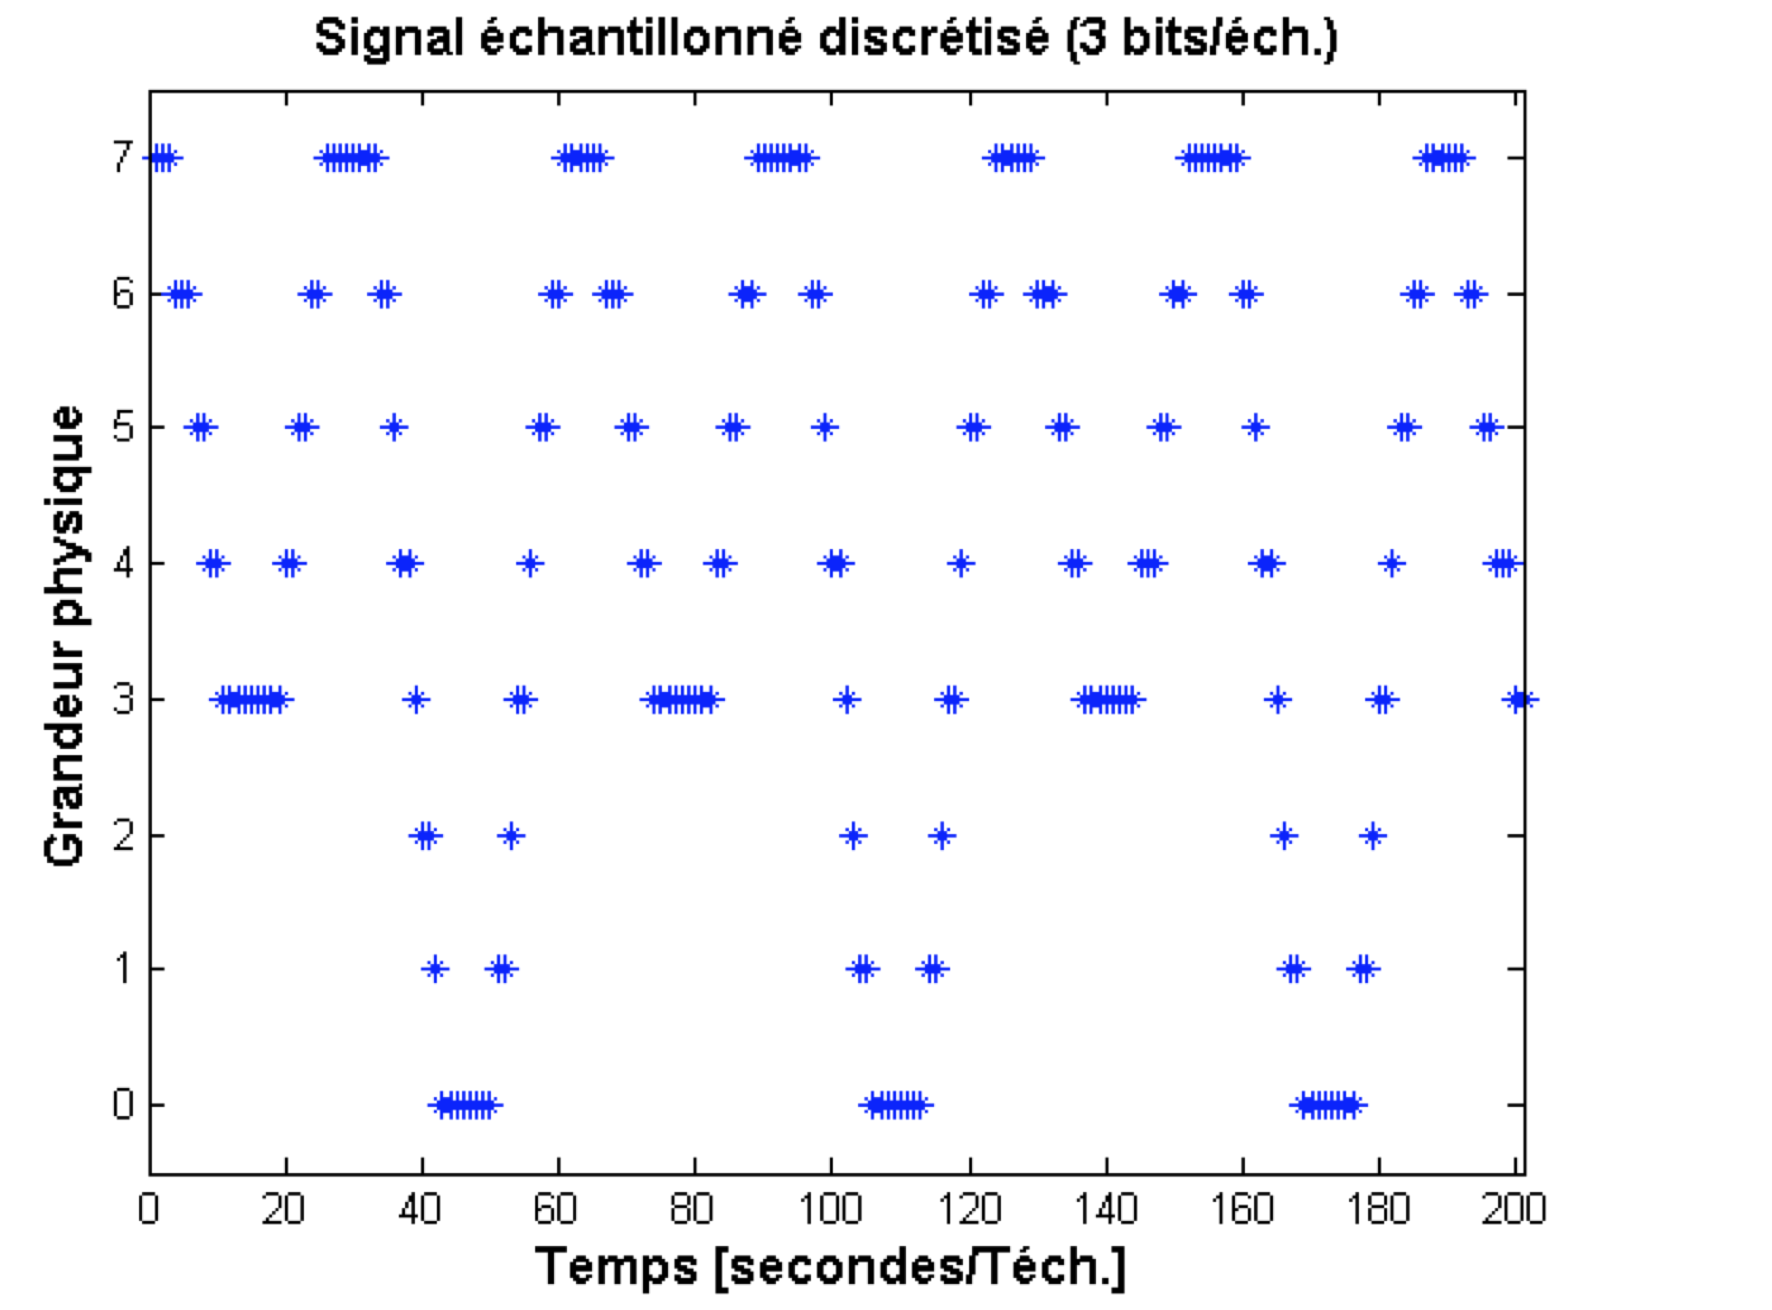 Signal échantillonné discrétisé (3 bits/éch.)
7
6
5
4
3
2
1
0
Grandeur physique
0 20 40 60 80 100 120 140 160 180 200
Temps [secondes/Téch.]